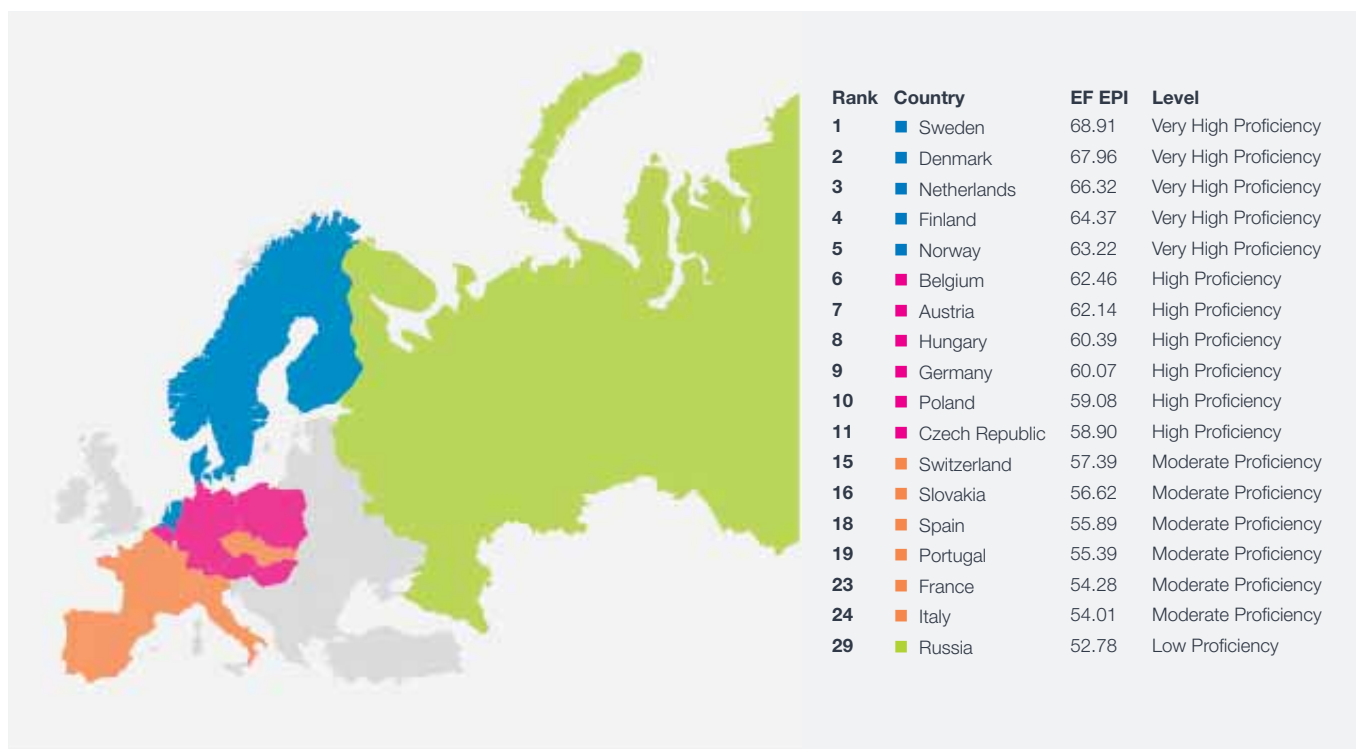 Rank Country EF EPI Level
1 Sweden 68.91 Very High Proficiency
2 Denmark 67.96 Very High Proficiency
3 Netherlands 66.32 Very High Proficiency
4 Finland 64.37 Very High Proficiency
5 Norway 63.22 Very High Proficiency
6 Belgium 62.46 High Proficiency
7 Austria 62.14 High Proficiency
8 Hungary 60.39 High Proficiency
9 Germany 60.07 High Proficiency
10 Poland 59.08 High Proficiency
11 Czech Republic 58.90 High Proficiency
15 Switzerland 57.39 Moderate Proficiency
16 Slovakia 56.62 Moderate Proficiency
18 Spain 55.89 Moderate Proficiency
19 Portugal 55.39 Moderate Proficiency
23 France 54.28 Moderate Proficiency
24 Italy 54.01 Moderate Proficiency
29 Russia 52.78 Low Proficiency